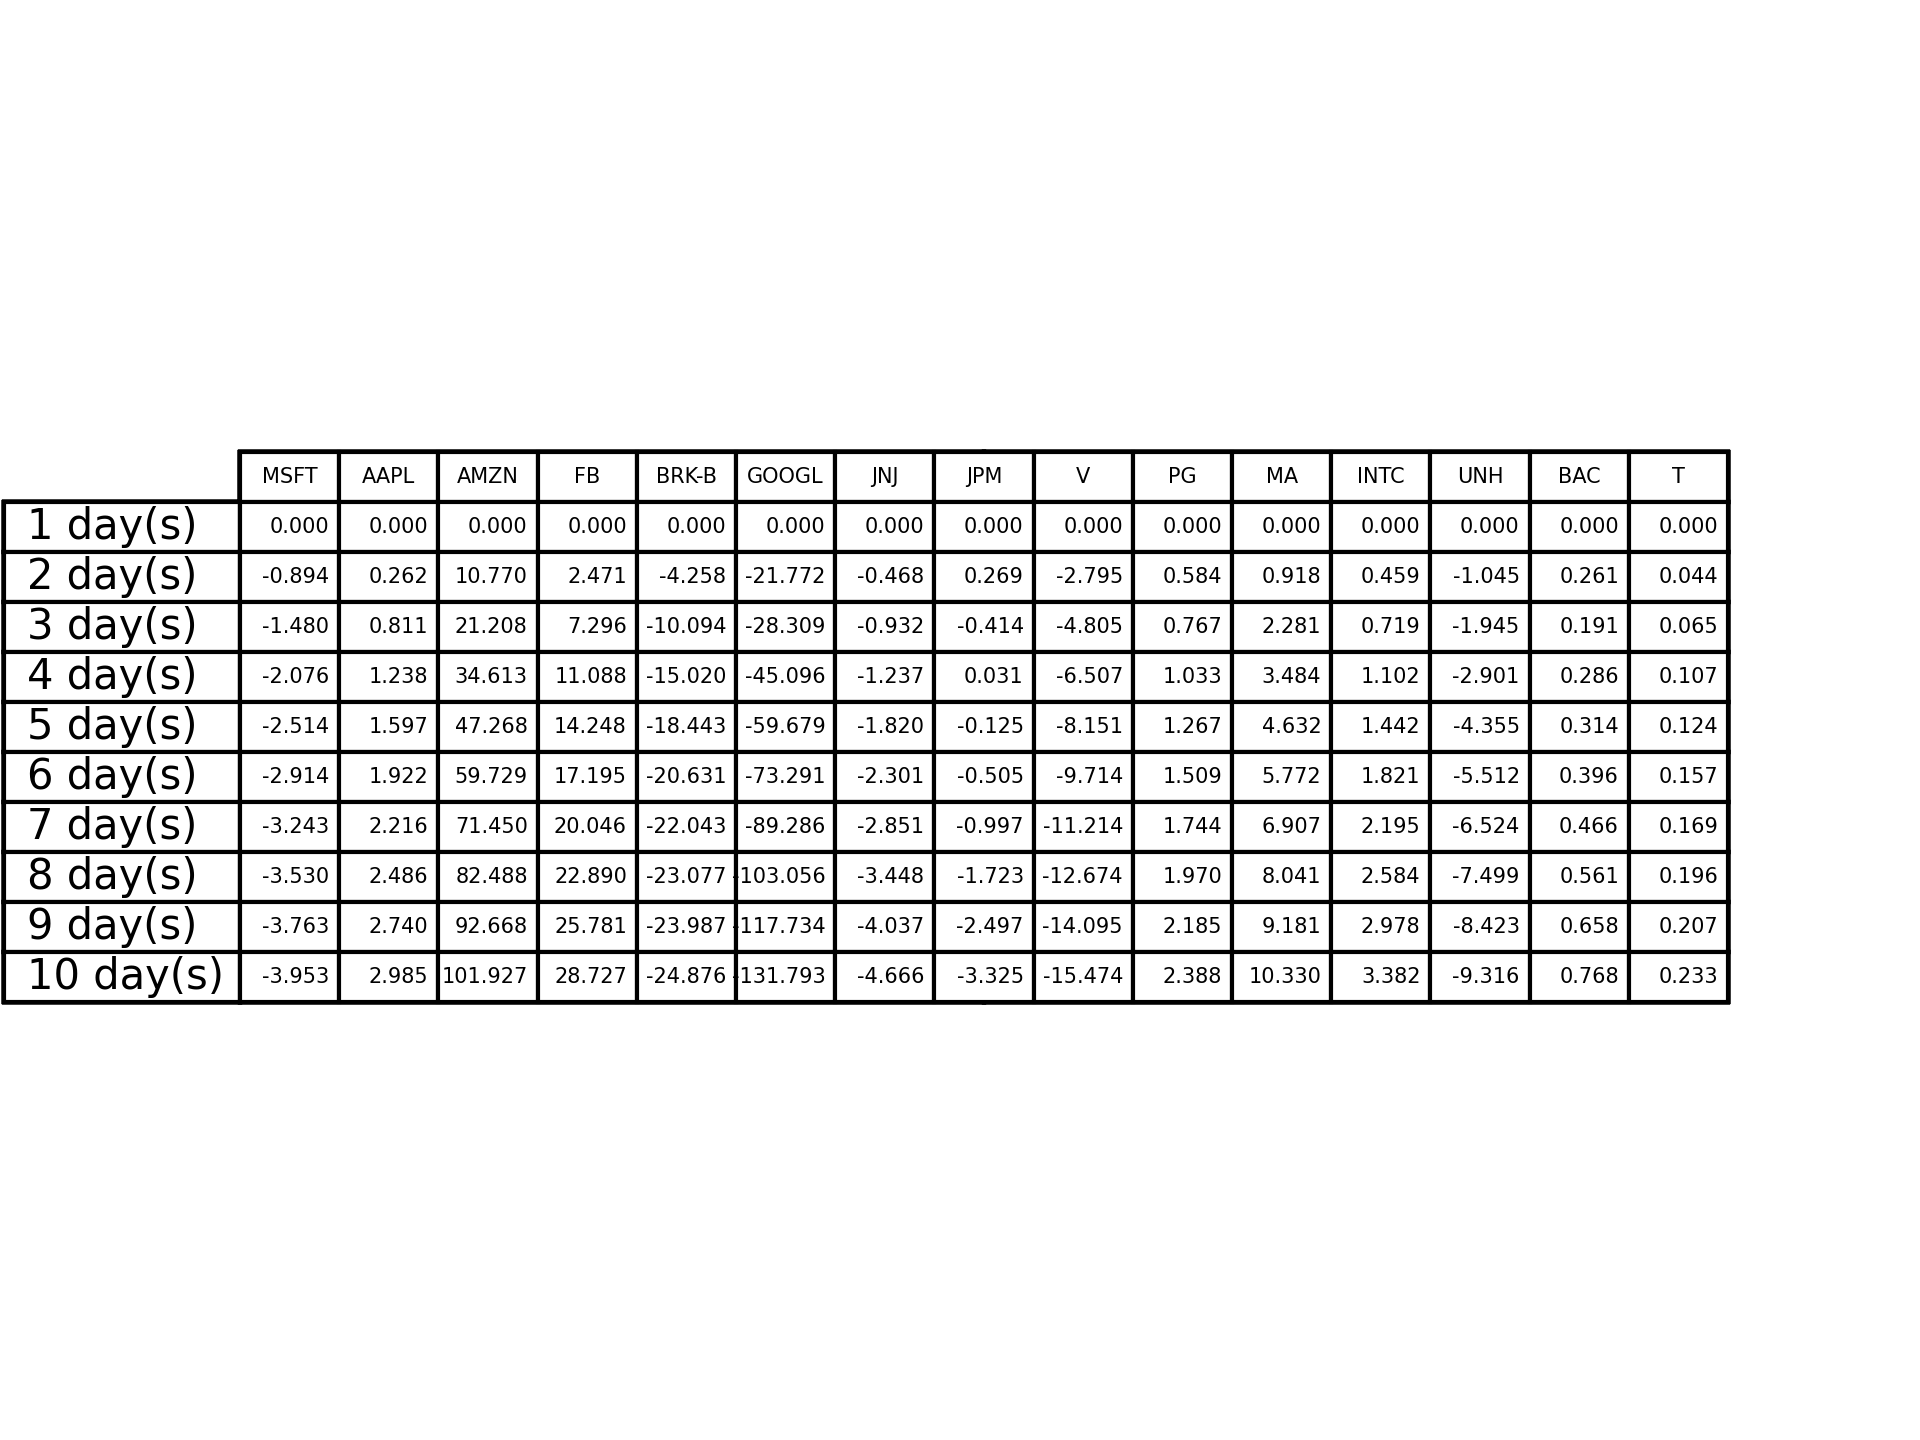 MSFT AAPL AMZN FB BRK-B GOOGL JNJ JPM V PG MA INTC UNH BAC T
1 day(s) 0.000 0.000 0.000 0.000 0.000 0.000 0.000 0.000 0.000 0.000 0.000 0.000 0.000 0.000 0.000
2 day(s) -0.894 0.262 10.770 2.471 -4.258 -21.772 -0.468 0.269 -2.795 0.584 0.918 0.459 -1.045 0.261 0.044
3 day(s) -1.480 0.811 21.208 7.296 -10.094 -28.309 -0.932 -0.414 -4.805 0.767 2.281 0.719 -1.945 0.191 0.065
4 day(s) -2.076 1.238 34.613 11.088 -15.020 -45.096 -1.237 0.031 -6.507 1.033 3.484 1.102 -2.901 0.286 0.107
5 day(s) -2.514 1.597 47.268 14.248 -18.443 -59.679 -1.820 -0.125 -8.151 1.267 4.632 1.442 -4.355 0.314 0.124
6 day(s) -2.914 1.922 59.729 17.195 -20.631 -73.291 -2.301 -0.505 -9.714 1.509 5.772 1.821 -5.512 0.396 0.157
7 day(s) -3.243 2.216 71.450 20.046 -22.043 -89.286 -2.851 -0.997 -11.214 1.744 6.907 2.195 -6.524 0.466 0.169
8 day(s) -3.530 2.486 82.488 22.890 -23.077 -103.056 -3.448 -1.723 -12.674 1.970 8.041 2.584 -7.499 0.561 0.196
9 day(s) -3.763 2.740 92.668 25.781 -23.987 -117.734 -4.037 -2.497 -14.095 2.185 9.181 2.978 -8.423 0.658 0.207
10 day(s) -3.953 2.985 101.927 28.727 -24.876 -131.793 -4.666 -3.325 -15.474 2.388 10.330 3.382 -9.316 0.768 0.233